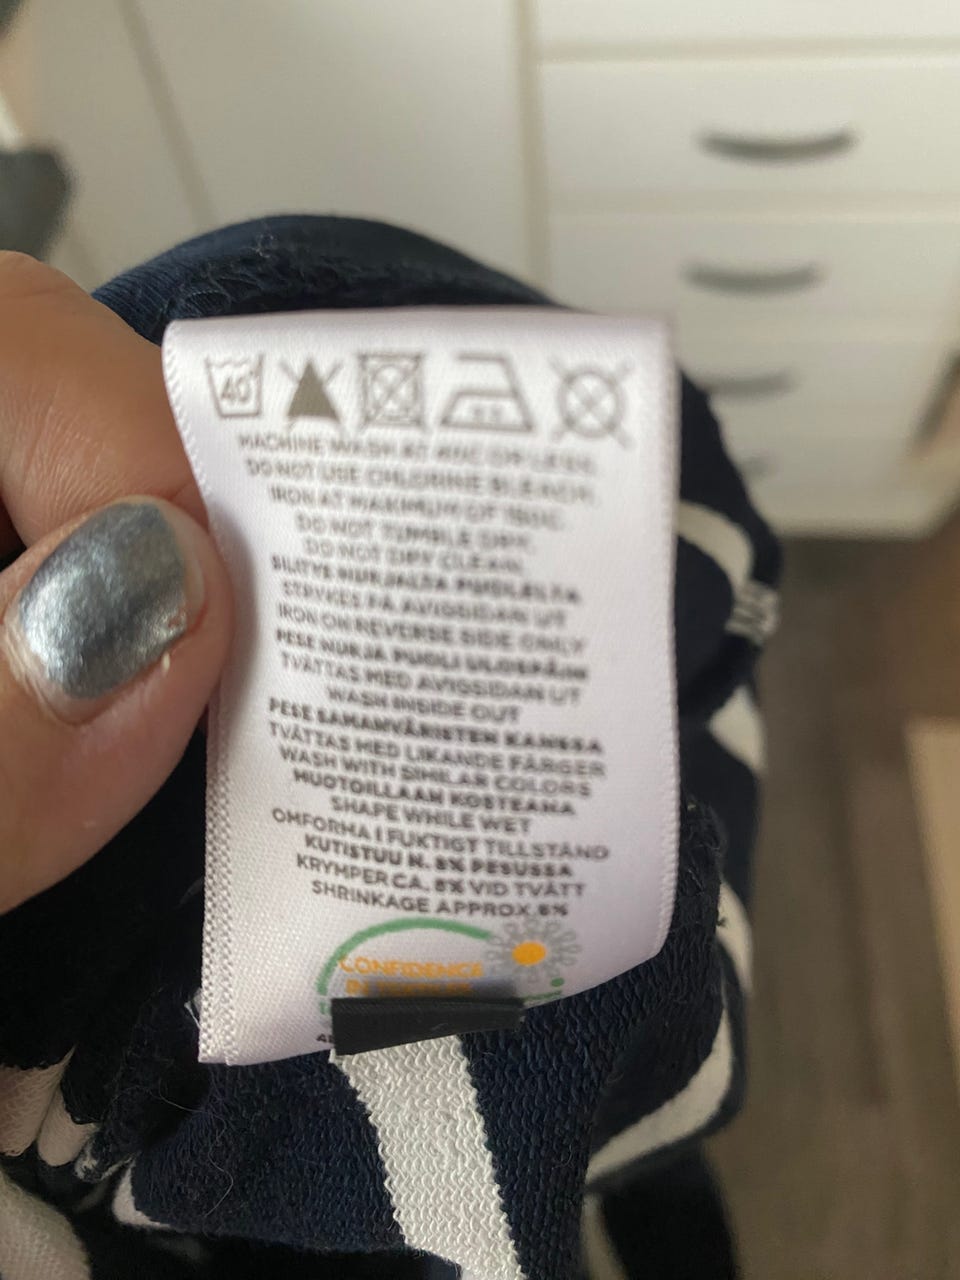 40
MACHINE WASH AT 40C OR LESS
DO NOT USE CHLORINE BLEACH
IRON AT MAXIMUM OF 150C
DO NOT TUMBLE DRY
DO NOT DRY CLEAN
SILITYS NURJALTA PUOLELTA
STRYKES PÅ AVIGSIDAN UT
IRON ON REVERSE SIDE ONLY
PESE NURJA PUOLI ULOSPÄIN
TVÄTTAS MED AVIGSIDAN UT
WASH INSIDE OUT
PESE SAMANVÄRISTEN KANSSA
TVÄTTAS MED LIKANDE FÄRGER
WASH WITH SIMILAR COLORS
MUOTOILLAAN KOSTEANA
SHAPE WHILE WET
OMFORMA I FUKTIGT TILLSTÅND
KUTISTUU N. 5% PESUSSA
KRYMPER CA. 5% VID TVÄTT
SHRINKAGE APPROX. 5%
CONFIDENCE
IN